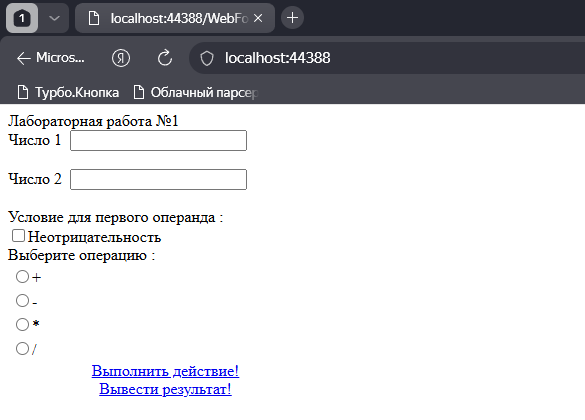 1
localhost:44388/WebFo
Micros...
Я
localhost:44388
Турбо.Кнопка
Облачный парсер
Лабораторная работа №1
Число 1
Число 2
Условие для первого операнда :
Неотрицательность
Выберите операцию :
+
-
*
/
Выполнить действие!
Вывести результат!